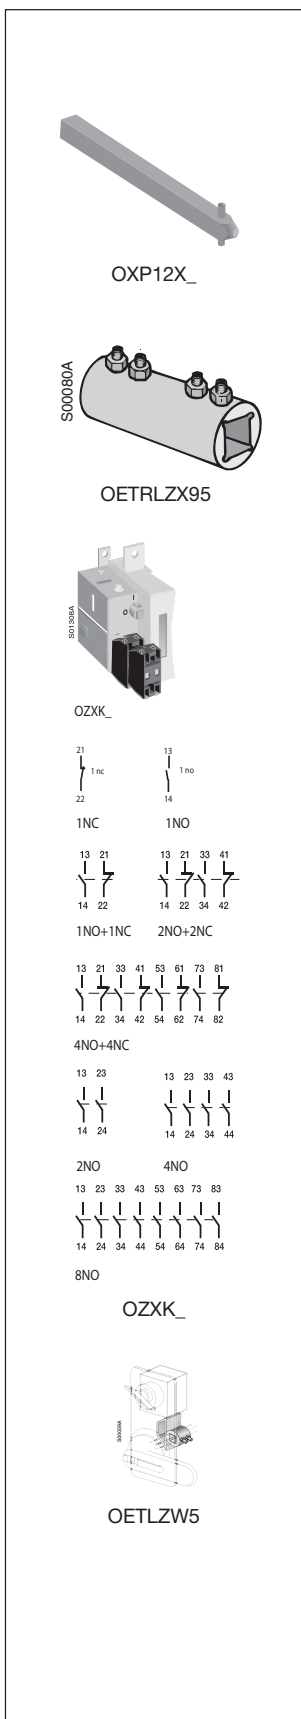 OXP12X_
S00080A
OETRLZX95
S01308A
OZXK_
21 13
1 nc 1 no
22 14
1NC 1NO
13 21 13 21 33 41
14 22 14 22 34 42
1NO+1NC 2NO+2NC
13 21 33 41 53 61 73 81
14 22 34 42 54 62 74 82
4NO+4NC
13 23 13 23 33 43
14 24 14 24 34 44
2NO 4NO
13 23 33 43 53 63 73 83
14 24 34 44 54 64 74 84
8NO
OZXK_
S00059A
OETLZW5